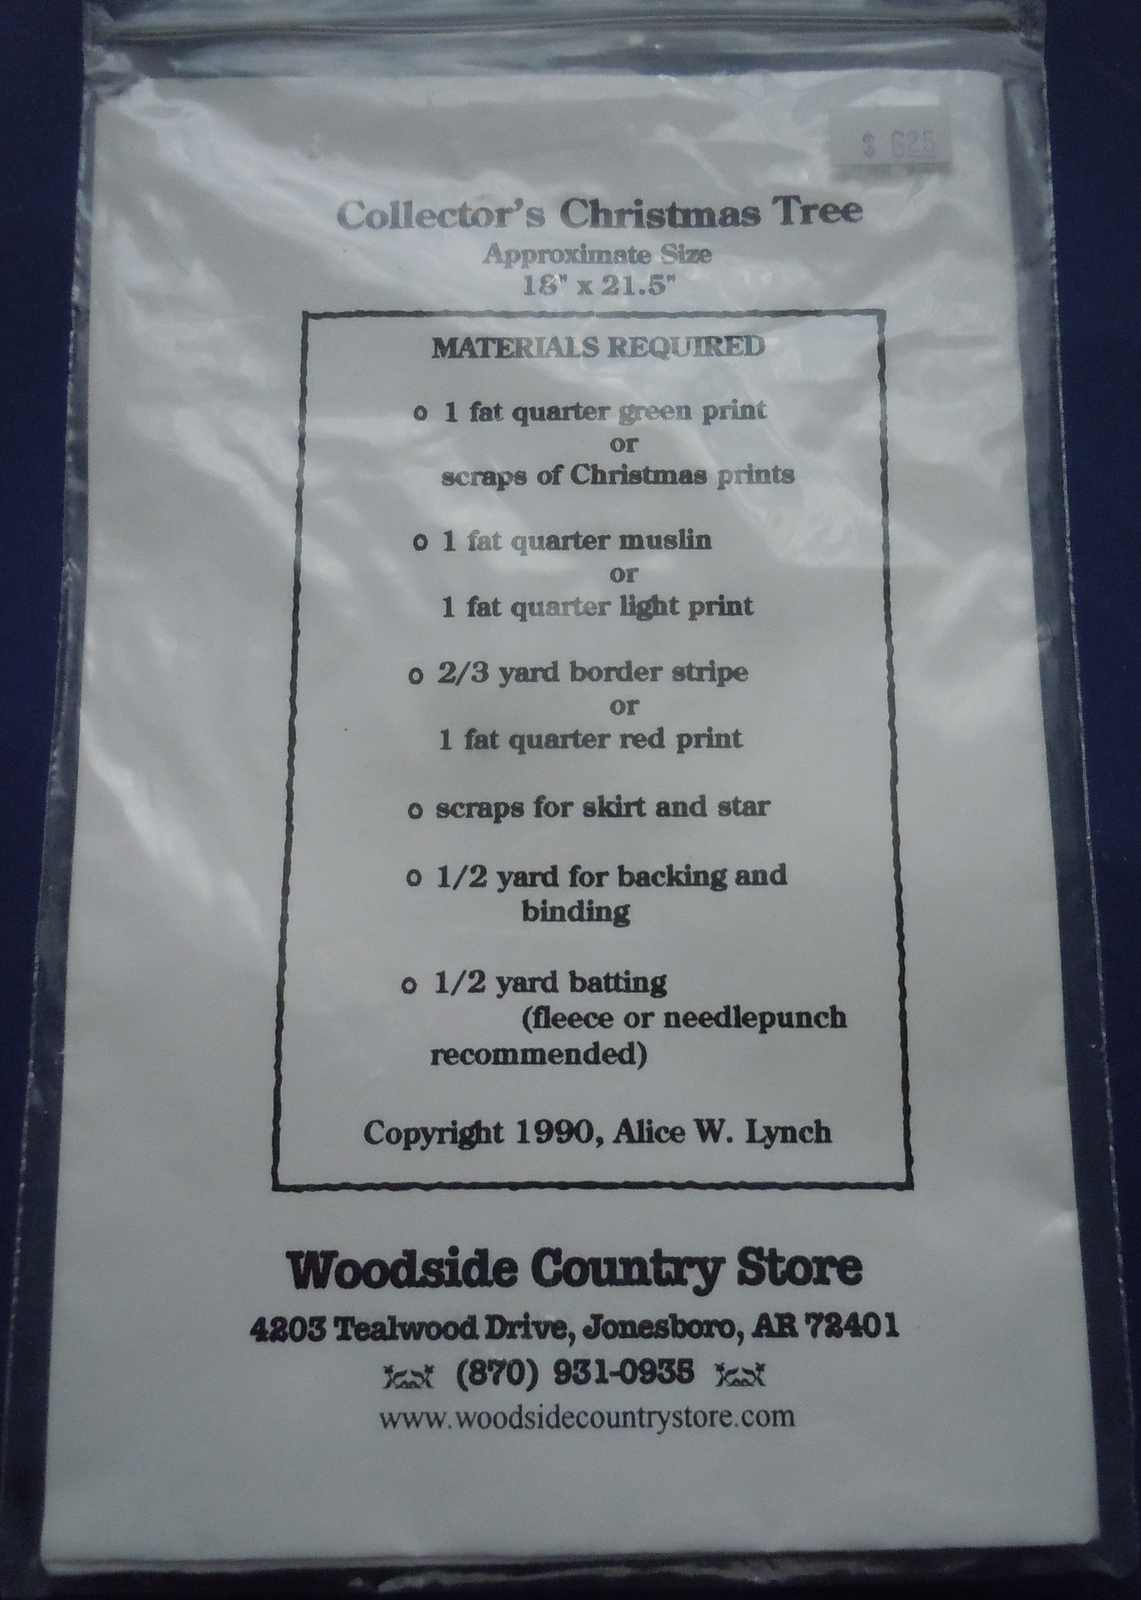 $ 625
Collector's Christmas Tree
Approximate Size
18" x 21.5"
MATERIALS REQUIRED
o 1 fat quarter green print
or
scraps of Christmas prints
o 1 fat quarter muslin
or
1 fat quarter light print
o 2/3 yard border stripe
or
1 fat quarter red print
o scraps for skirt and star
o 1/2 yard for backing and
binding
o 1/2 yard batting
(fleece or needlepunch
recommended)
Copyright 1990, Alice W. Lynch
Woodside Country Store
4203 Tealwood Drive, Jonesboro, AR 72401
(870) 931-0935
www.woodsidecountrystore.com